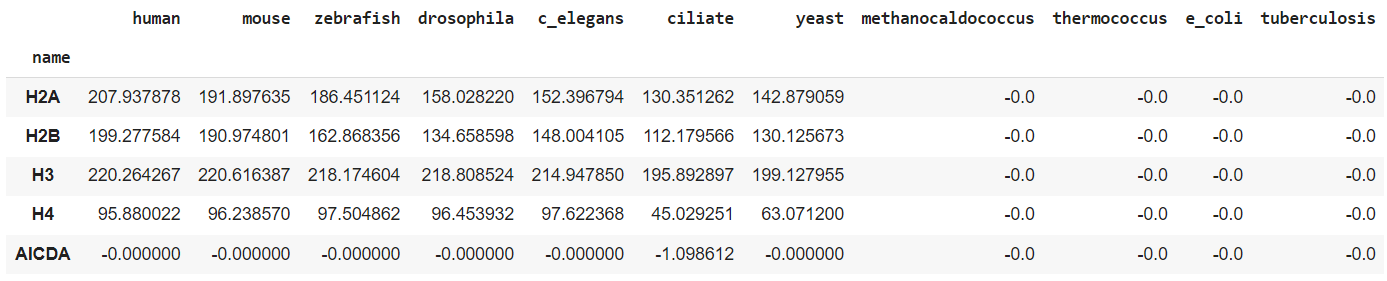 human mouse zebrafish drosophila c_elegans ciliate yeast methanocaldococcus thermococcus e_coli tuberculosis
name
H2A 207.937878 191.897635 186.451124 158.028220 152.396794 130.351262 142.879059 -0.0 -0.0 -0.0 -0.0
H2B 199.277584 190.974801 162.868356 134.658598 148.004105 112.179566 130.125673 -0.0 -0.0 -0.0 -0.0
H3 220.264267 220.616387 218.174604 218.808524 214.947850 195.892897 199.127955 -0.0 -0.0 -0.0 -0.0
H4 95.880022 96.238570 97.504862 96.453932 97.622368 45.029251 63.071200 -0.0 -0.0 -0.0 -0.0
AICDA -0.000000 -0.000000 -0.000000 -0.000000 -0.000000 -1.098612 -0.000000 -0.0 -0.0 -0.0 -0.0